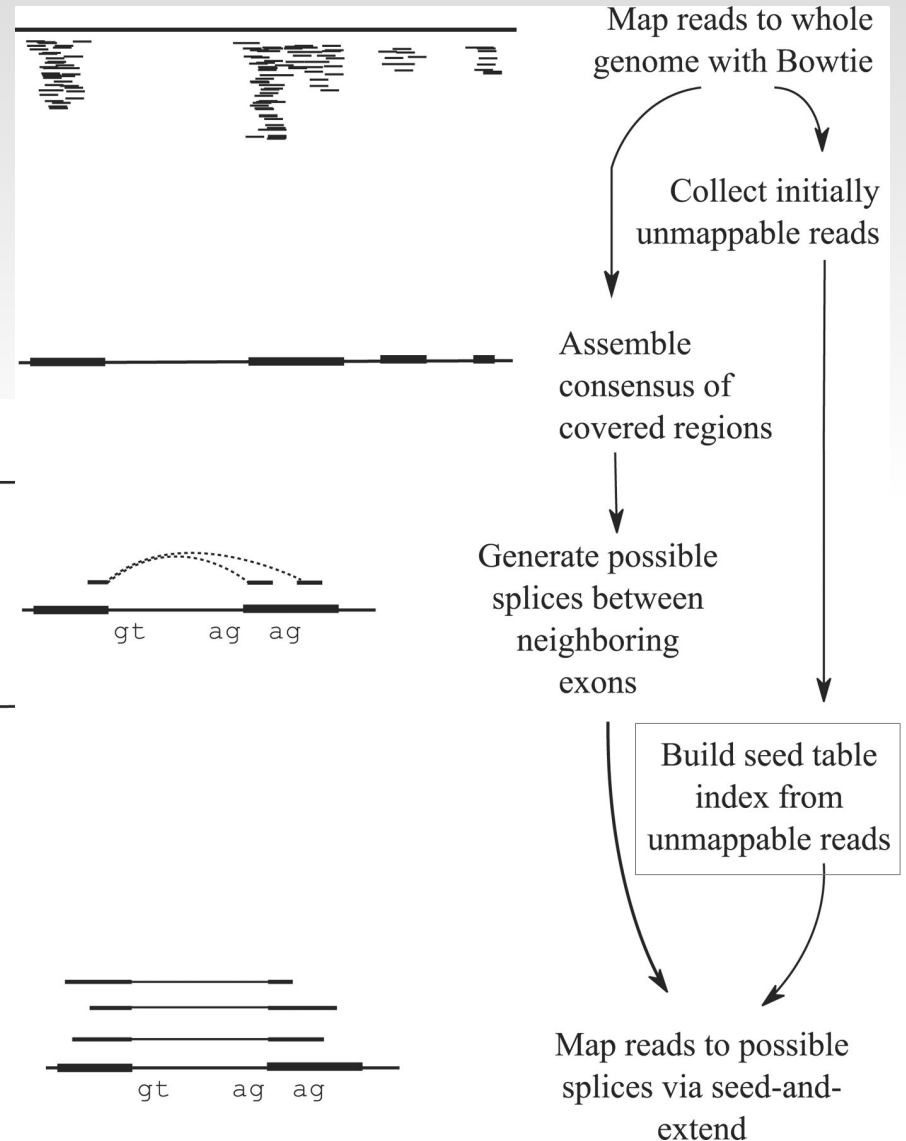 Map reads to whole
genome with Bowtie
Collect initially
unmappable reads
Assemble
consensus of
covered regions
Generate possible
splices between
neighboring
exons
gt ag ag
Build seed table
index from
unmappable reads
Map reads to possible
splices via seed-and-
extend
gt ag ag